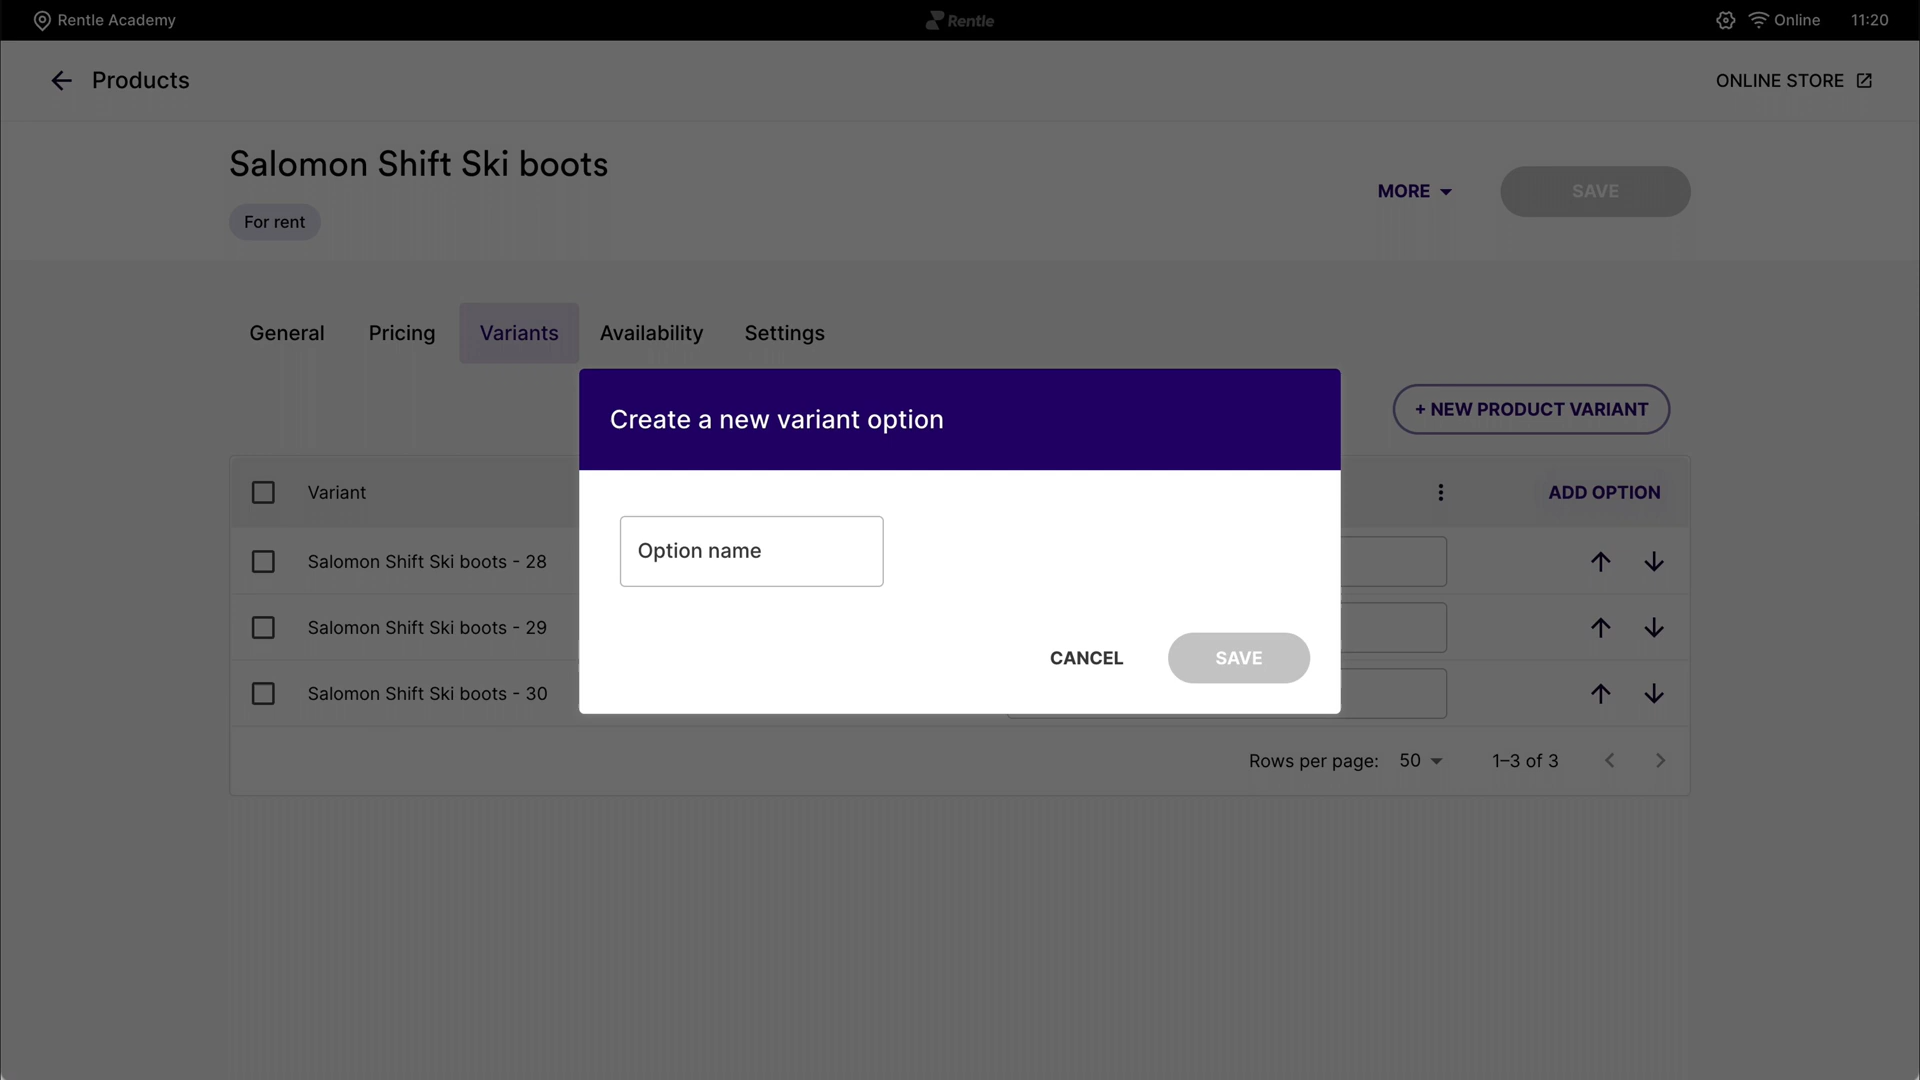 Rentle Academy
Rentle
Online
11:20
Products
ONLINE STORE
Salomon Shift Ski boots
For rent
MORE
SAVE
General
Pricing
Variants
Availability
Settings
Create a new variant option
+ NEW PRODUCT VARIANT
Variant
ADD OPTION
Option name
Salomon Shift Ski boots - 28
Salomon Shift Ski boots - 29
CANCEL
SAVE
Salomon Shift Ski boots - 30
Rows per page:
50
1–3 of 3